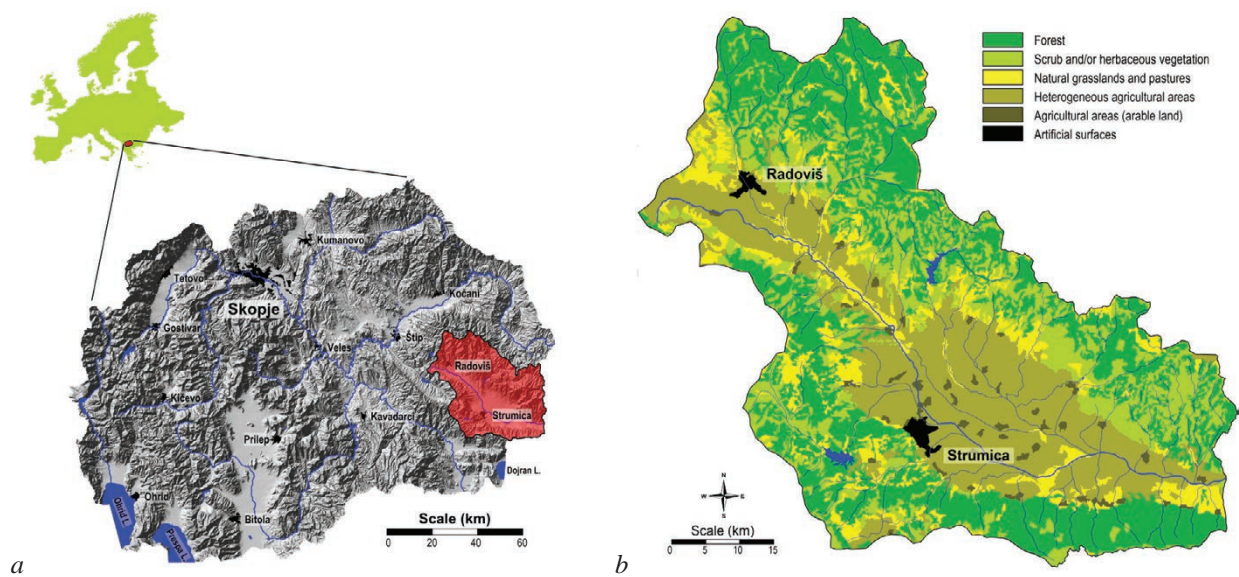 Kumanovo
Tetovo
Skopje
Kočani
Gostivar
Štip
Veles
Radoviš
Kičevo
Kavadarci
Strumica
Prilep
Dojran L.
Ohrid
Ohrid L.
Bitola
Prespa L.
Scale (km)
0 20 40 60
a
Forest
Scrub and/or herbaceous vegetation
Natural grasslands and pastures
Heterogeneous agricultural areas
Agricultural areas (arable land)
Artificial surfaces
Radoviš
Strumica
N
W E
S
Scale (km)
0 5 10 15
b